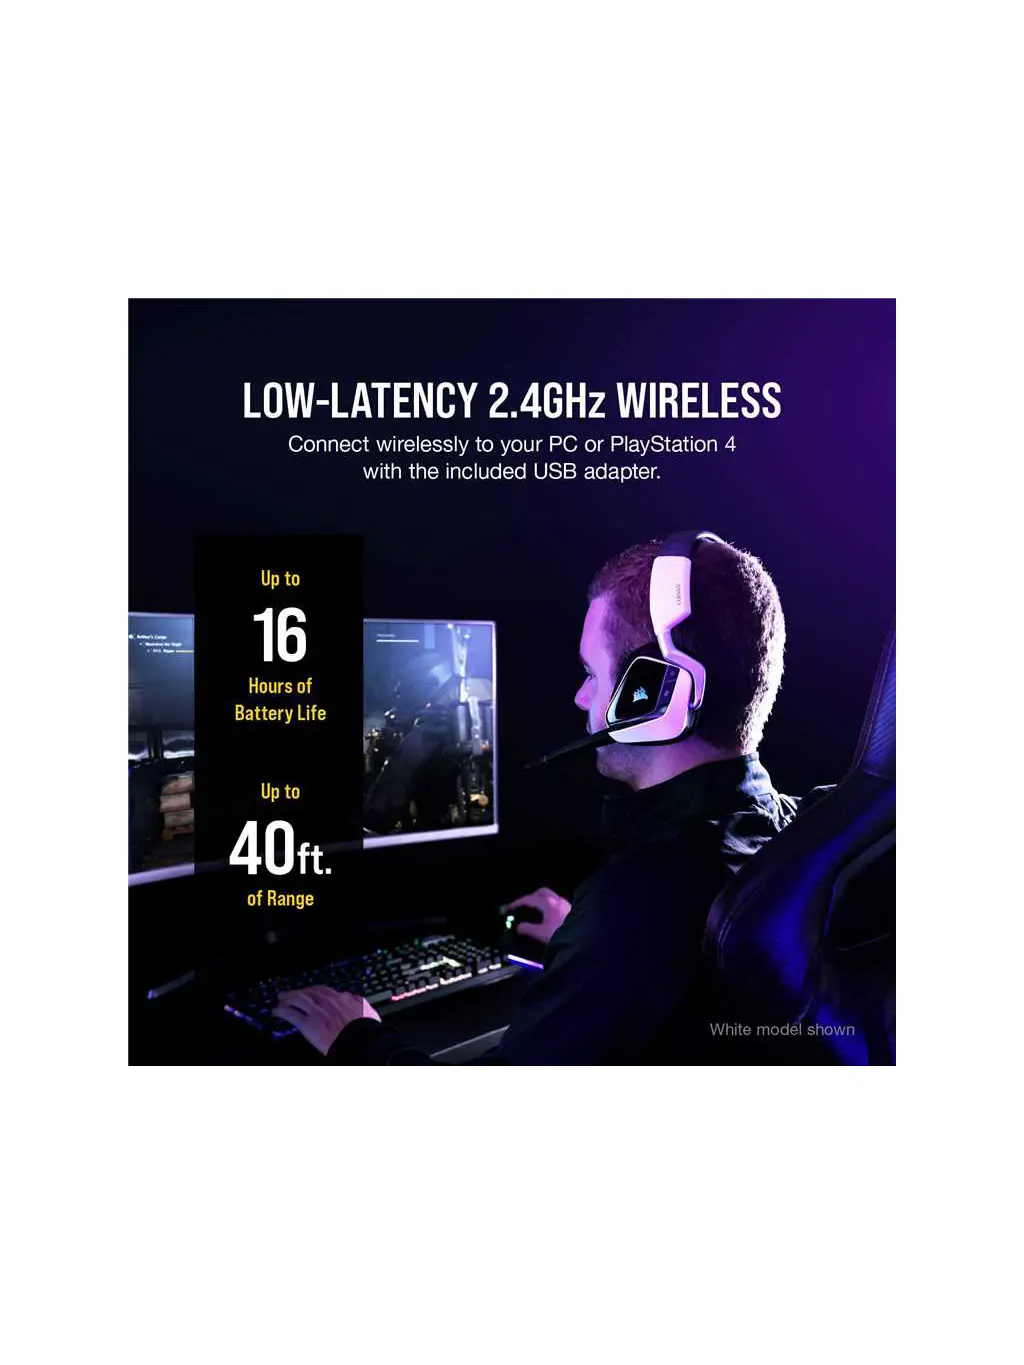 LOW-LATENCY 2.4GHz WIRELESS
Connect wirelessly to your PC or PlayStation 4
with the included USB adapter.
Up to
16
Hours of
Battery Life
Up to
40ft.
of Range
White model shown